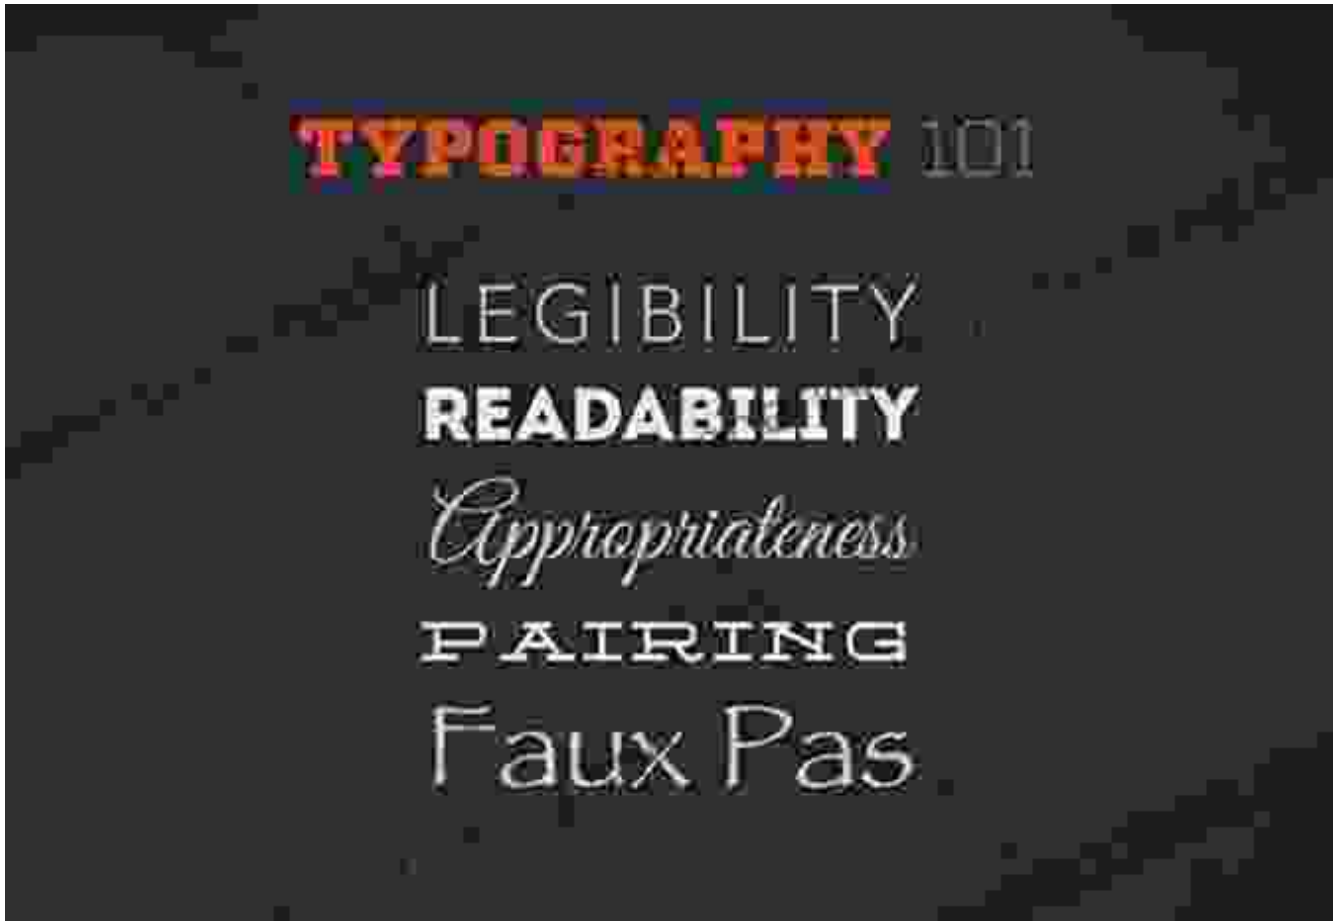 TYPOGRAPHY 101
LEGIBILITY
READABILITY
Appropriateness
PAIRING
Faux Pas